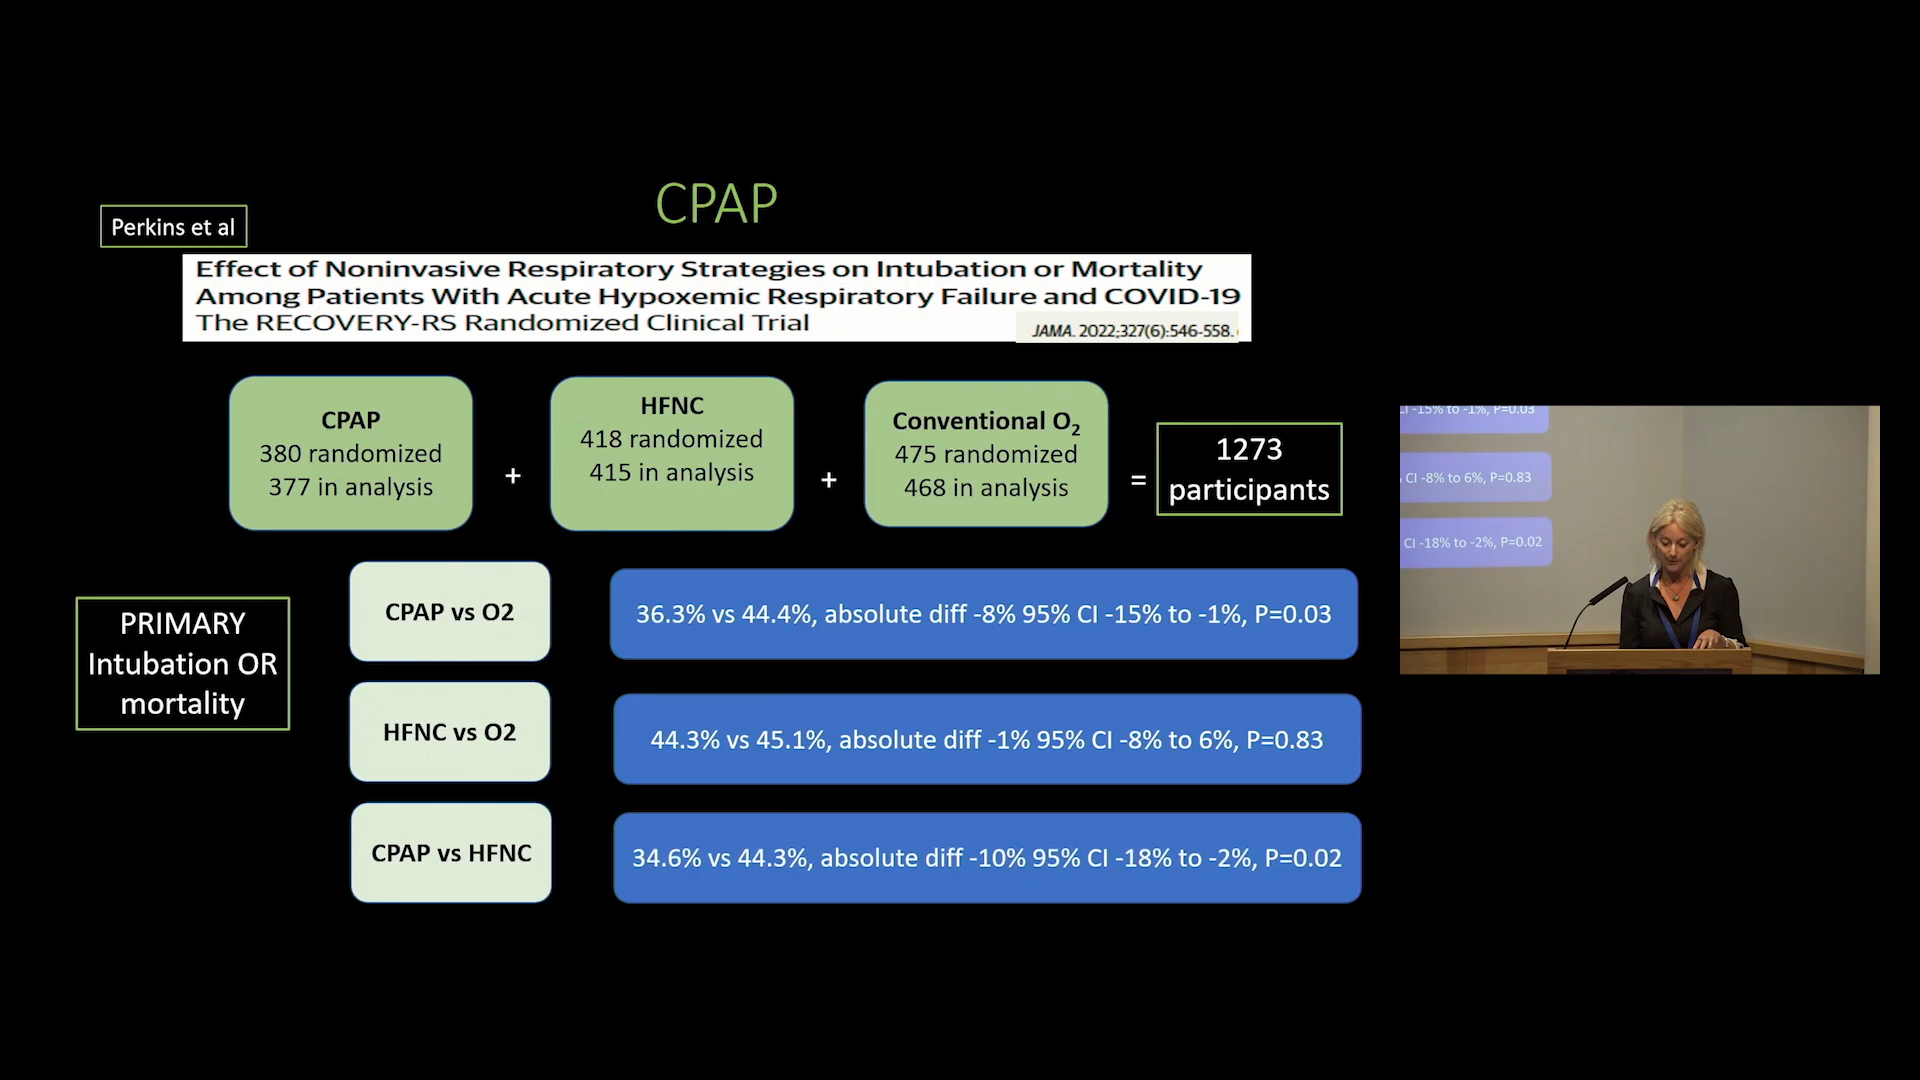 CPAP
Perkins et al
Effect of Noninvasive Respiratory Strategies on Intubation or Mortality
Among Patients With Acute Hypoxemic Respiratory Failure and COVID-19
The RECOVERY-RS Randomized Clinical Trial
JAMA. 2022;327(6):546-558.
CPAP
380 randomized
377 in analysis
+
HFNC
418 randomized
415 in analysis
+
Conventional O₂
475 randomized
468 in analysis
=
1273
participants
PRIMARY
Intubation OR
mortality
CPAP vs O2
36.3% vs 44.4%, absolute diff -8% 95% CI -15% to -1%, P=0.03
HFNC vs O2
44.3% vs 45.1%, absolute diff -1% 95% CI -8% to 6%, P=0.83
CPAP vs HFNC
34.6% vs 44.3%, absolute diff -10% 95% CI -18% to -2%, P=0.02
CI -15% to -1%, P=0.03
CI -8% to 6%, P=0.83
CI -18% to -2%, P=0.02